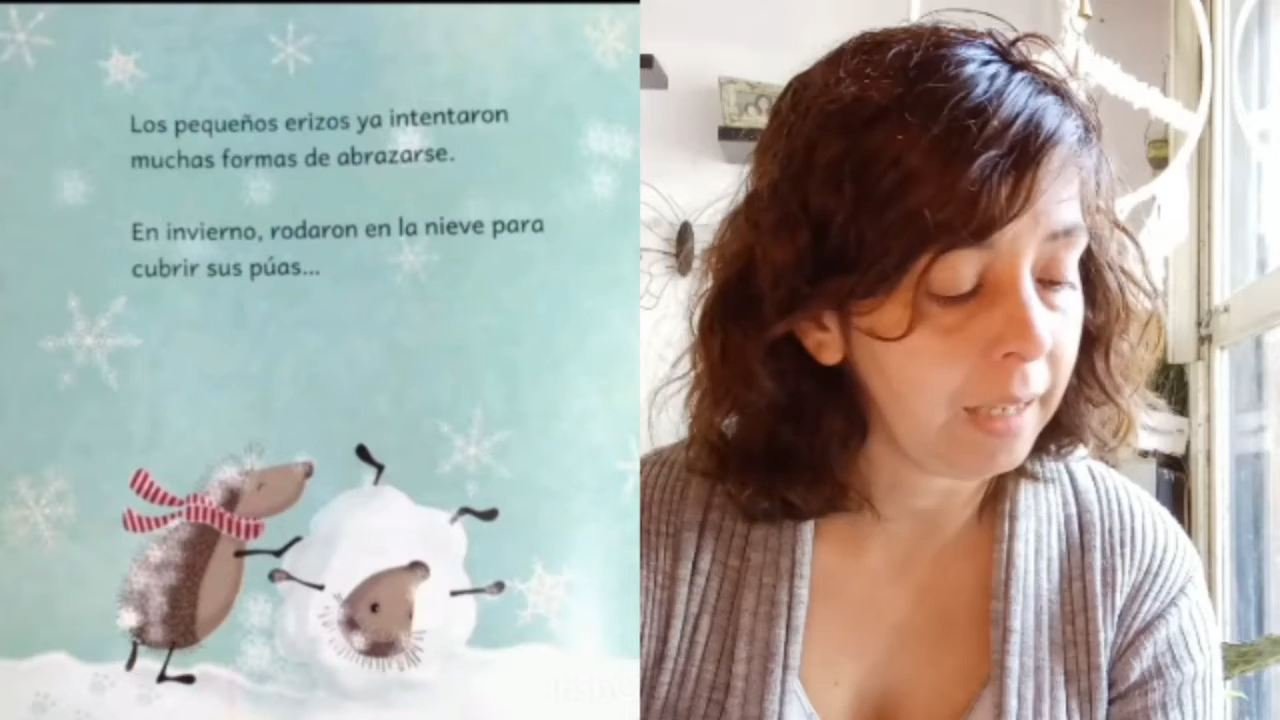 Los pequeños erizos ya intentaron
muchas formas de abrazarse.
En invierno, rodaron en la nieve para
cubrir sus púas...